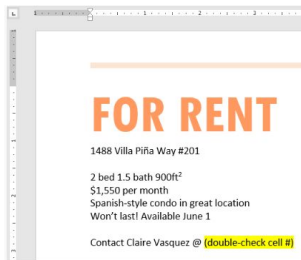 FOR RENT
1488 Villa Piña Way #201
2 bed 1.5 bath 900ft²
$1,550 per month
Spanish-style condo in great location
Won't last! Available June 1
Contact Claire Vasquez @ (double-check cell #)